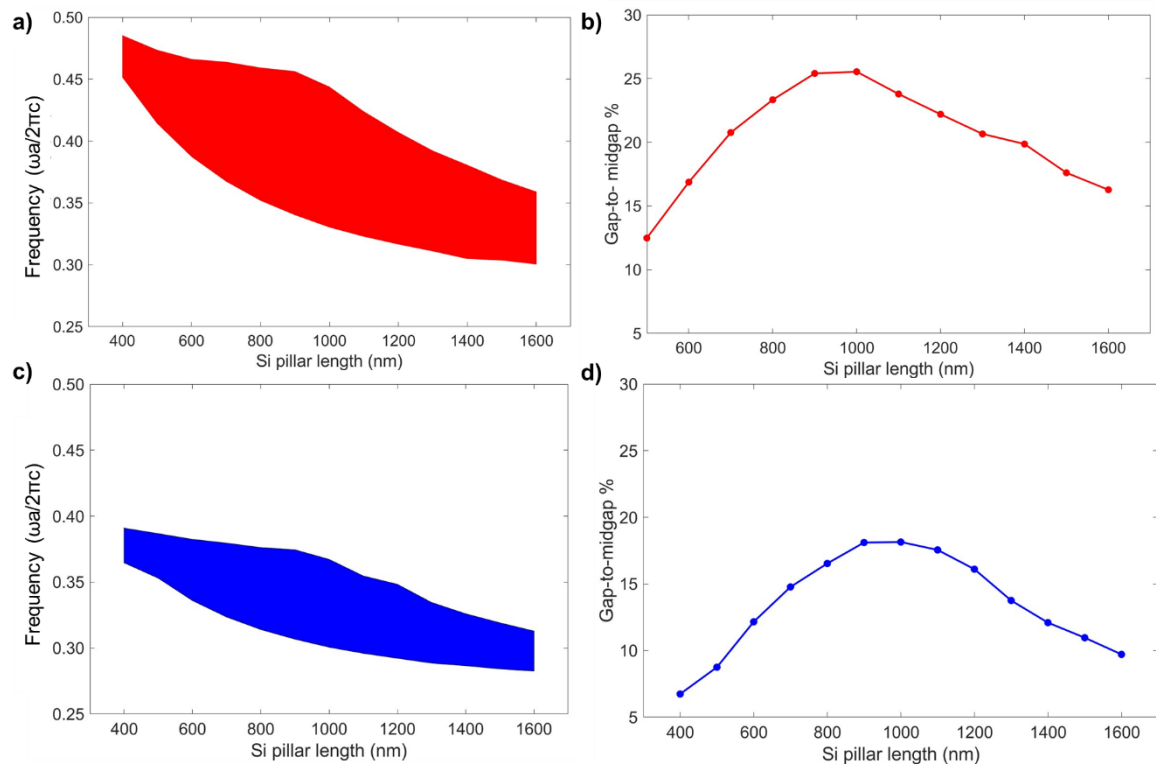 a)
0.50
0.45
0.40
0.35
0.30
0.25
Frequency (ωa/2πc)
400 600 800 1000 1200 1400 1600
Si pillar length (nm)
b)
30
25
20
15
10
5
Gap-to- midgap %
600 800 1000 1200 1400 1600
Si pillar length (nm)
c)
0.50
0.45
0.40
0.35
0.30
0.25
Frequency (ωa/2πc)
400 600 800 1000 1200 1400 1600
Si pillar length (nm)
d)
30
25
20
15
10
5
Gap-to-midgap %
400 600 800 1000 1200 1400 1600
Si pillar length (nm)